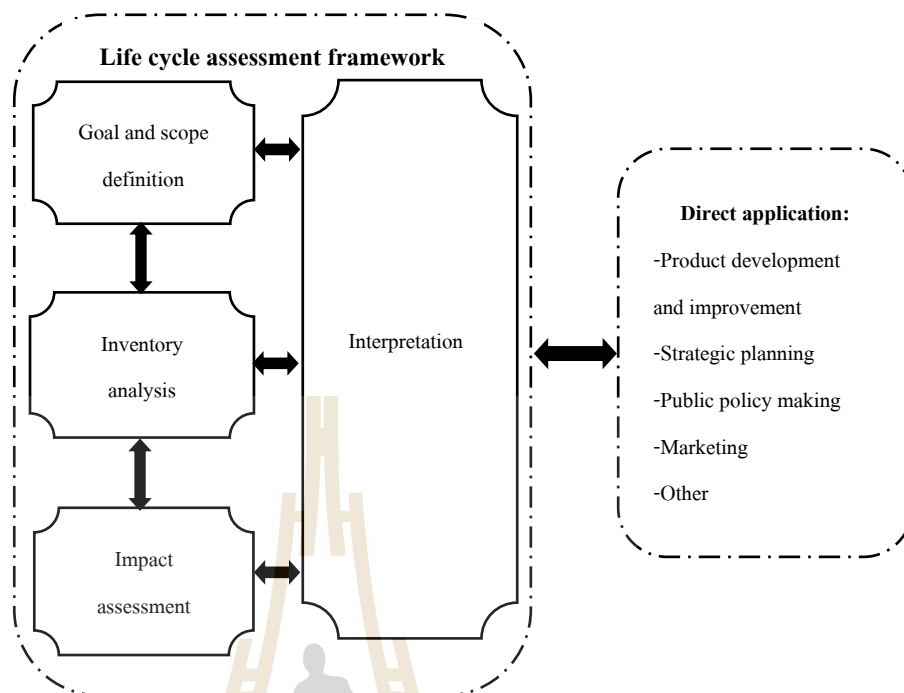 Life cycle assessment framework
Goal and scope
definition
Inventory
analysis
Impact
assessment
Interpretation
Direct application:
-Product development
and improvement
-Strategic planning
-Public policy making
-Marketing
-Other